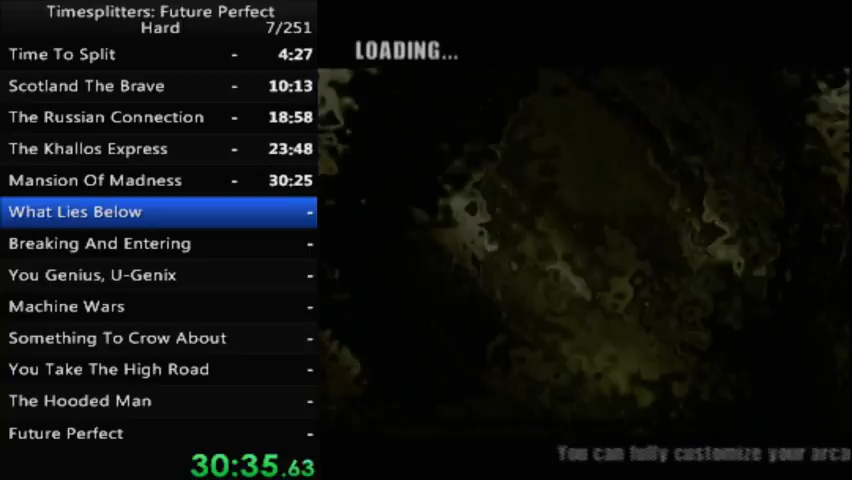 Timesplitters: Future Perfect
Hard 7/251
Time To Split - 4:27
Scotland The Brave - 10:13
The Russian Connection - 18:58
The Khallos Express - 23:48
Mansion Of Madness - 30:25
What Lies Below -
Breaking And Entering -
You Genius, U-Genix -
Machine Wars -
Something To Crow About -
You Take The High Road -
The Hooded Man -
Future Perfect -
30:35.63
LOADING...
You can fully customize your arca